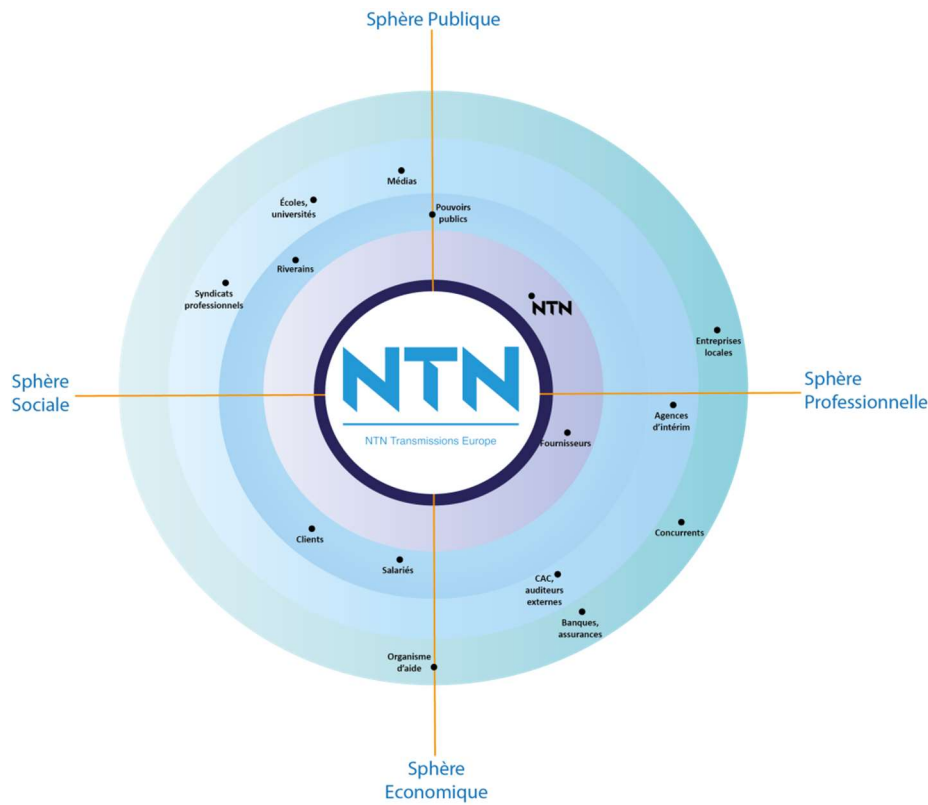 Sphère Publique
Médias
Écoles,
universités
Pouvoirs
publics
Riverains
Syndicats
professionnels
NTN
Entreprises
locales
NTN
NTN Transmissions Europe
Sphère
Sociale
Sphère
Professionnelle
Agences
d'intérim
Fournisseurs
Clients
Concurrents
Salariés
CAC,
auditeurs
externes
Banques,
assurances
Organisme
d'aide
Sphère
Economique